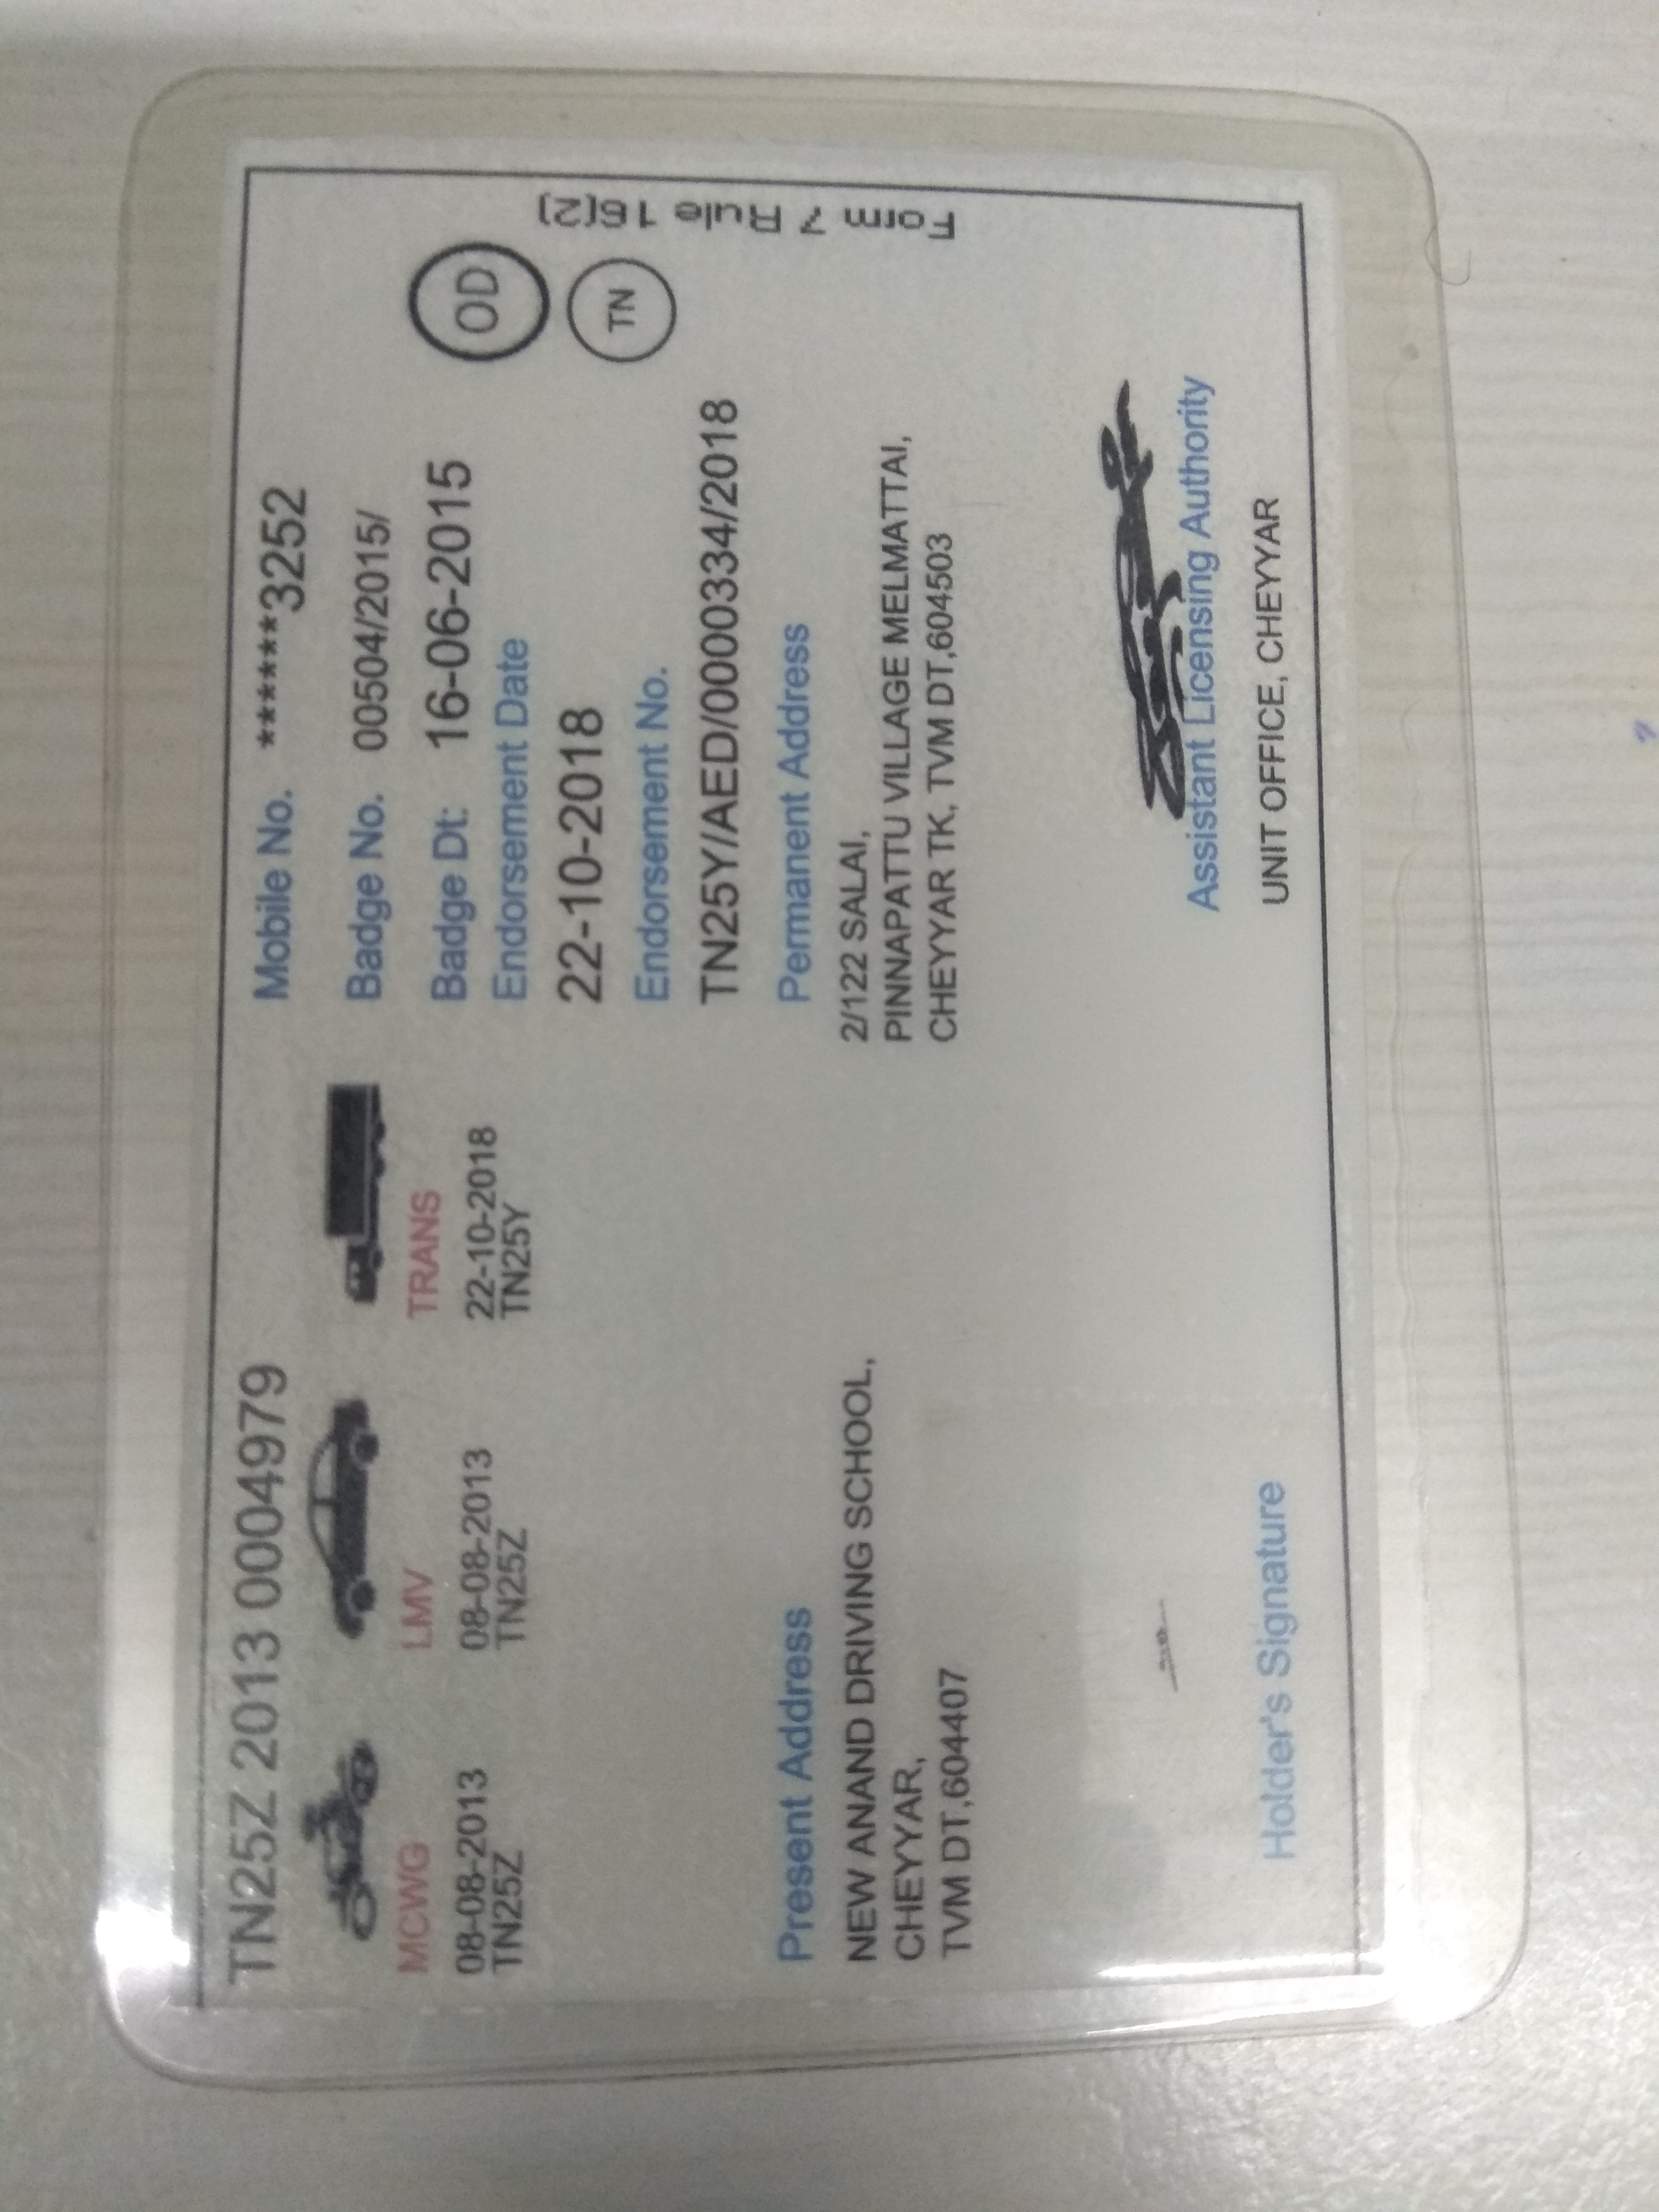 TN25Z 2013 0004979
MCWG
08-08-2013
TN25Z
LMV
08-08-2013
TN25Z
TRANS
22-10-2018
TN25Y
Mobile No. ******3252
Badge No. 00504/2015/
Badge Dt: 16-06-2015
Endorsement Date
22-10-2018
Endorsement No.
TN25Y/AED/0000334/2018
OD
TN
Form 7 Rule 16(2)
Present Address
NEW ANAND DRIVING SCHOOL,
CHEYYAR,
TVM DT,604407
Permanent Address
2/122 SALAI,
PINNAPATTU VILLAGE MELMATTAI,
CHEYYAR TK, TVM DT,604503
Holder's Signature
Assistant Licensing Authority
UNIT OFFICE, CHEYYAR